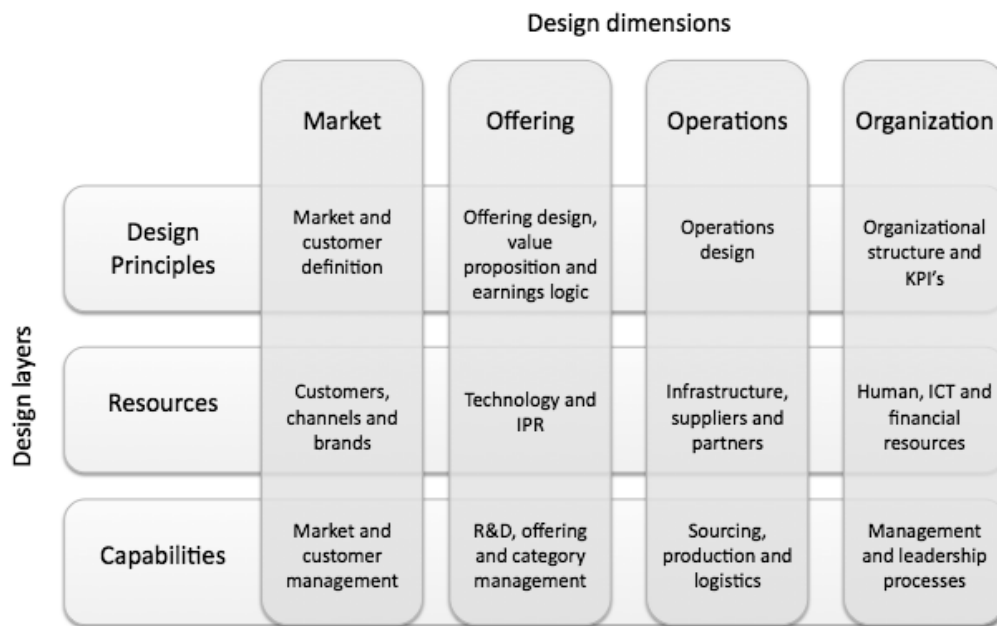 Design dimensions
Market
Offering
Operations
Organization
Design layers
Design
Principles
Market and
customer
definition
Offering design,
value
proposition and
earnings logic
Operations
design
Organizational
structure and
KPI's
Resources
Customers,
channels and
brands
Technology and
IPR
Infrastructure,
suppliers and
partners
Human, ICT and
financial
resources
Capabilities
Market and
customer
management
R&D, offering
and category
management
Sourcing,
production and
logistics
Management
and leadership
processes